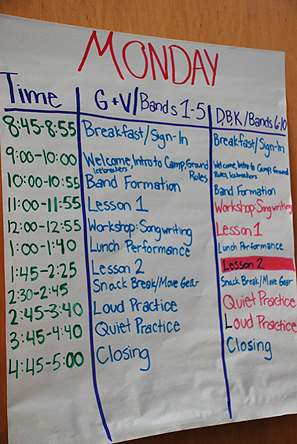 MONDAY
Time G+V/Bands 1-5 DBK/Bands 6-10
8:45-8:55 Breakfast/Sign-In Breakfast/Sign-In
9:00-10:00 Welcome, Intro to Camp, Ground Rules Welcome, Intro to Camp, Ground Rules, Icebreakers
Icebreakers
10:00-10:55 Band Formation Band Formation
11:00-11:55 Lesson 1 Workshop: Songwriting
12:00-12:55 Workshop: Songwriting Lesson 1
1:00-1:40 Lunch Performance Lunch Performance
1:45-2:25 Lesson 2 Lesson 2
2:30-2:45 Snack Break/Move Gear Snack Break/Move Gear
2:45-3:40 Loud Practice Quiet Practice
3:45-4:40 Quiet Practice Loud Practice
4:45-5:00 Closing Closing